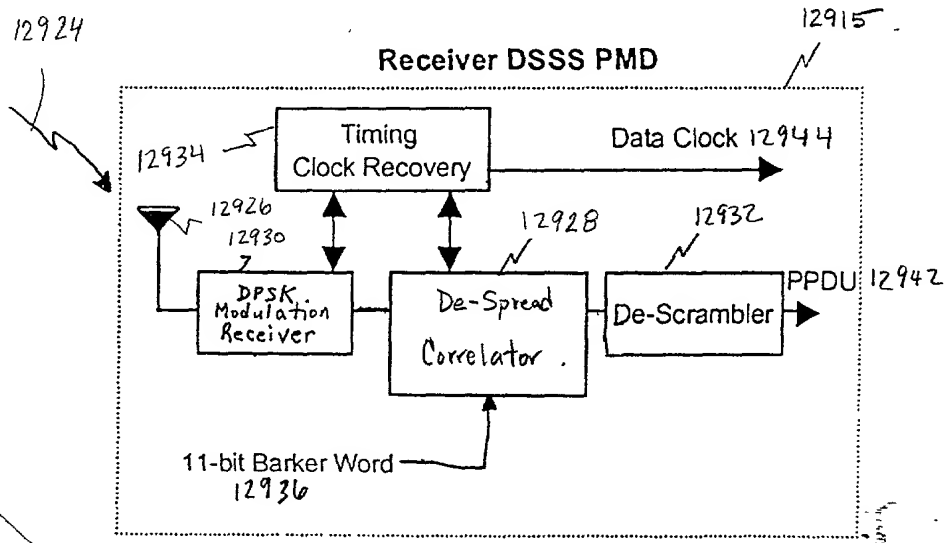 12924
12915
Receiver DSSS PMD
Timing
Clock Recovery
12934
Data Clock 12944
12926
12930
12928
12932
DPSK
Modulation
Receiver
De-Spread
Correlator.
De-Scrambler
PPDU 12942
11-bit Barker Word
12936